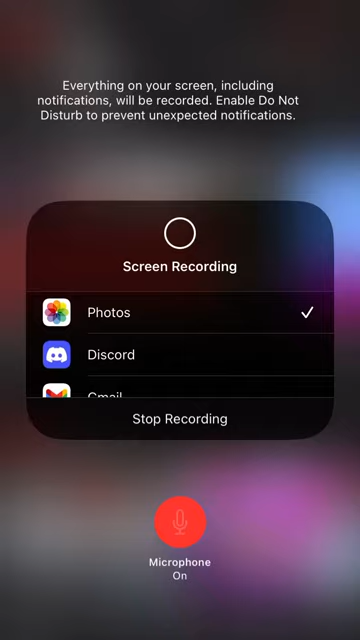 Everything on your screen, including
notifications, will be recorded. Enable Do Not
Disturb to prevent unexpected notifications.
Screen Recording
Photos
Discord
Gmail
Stop Recording
Microphone
On